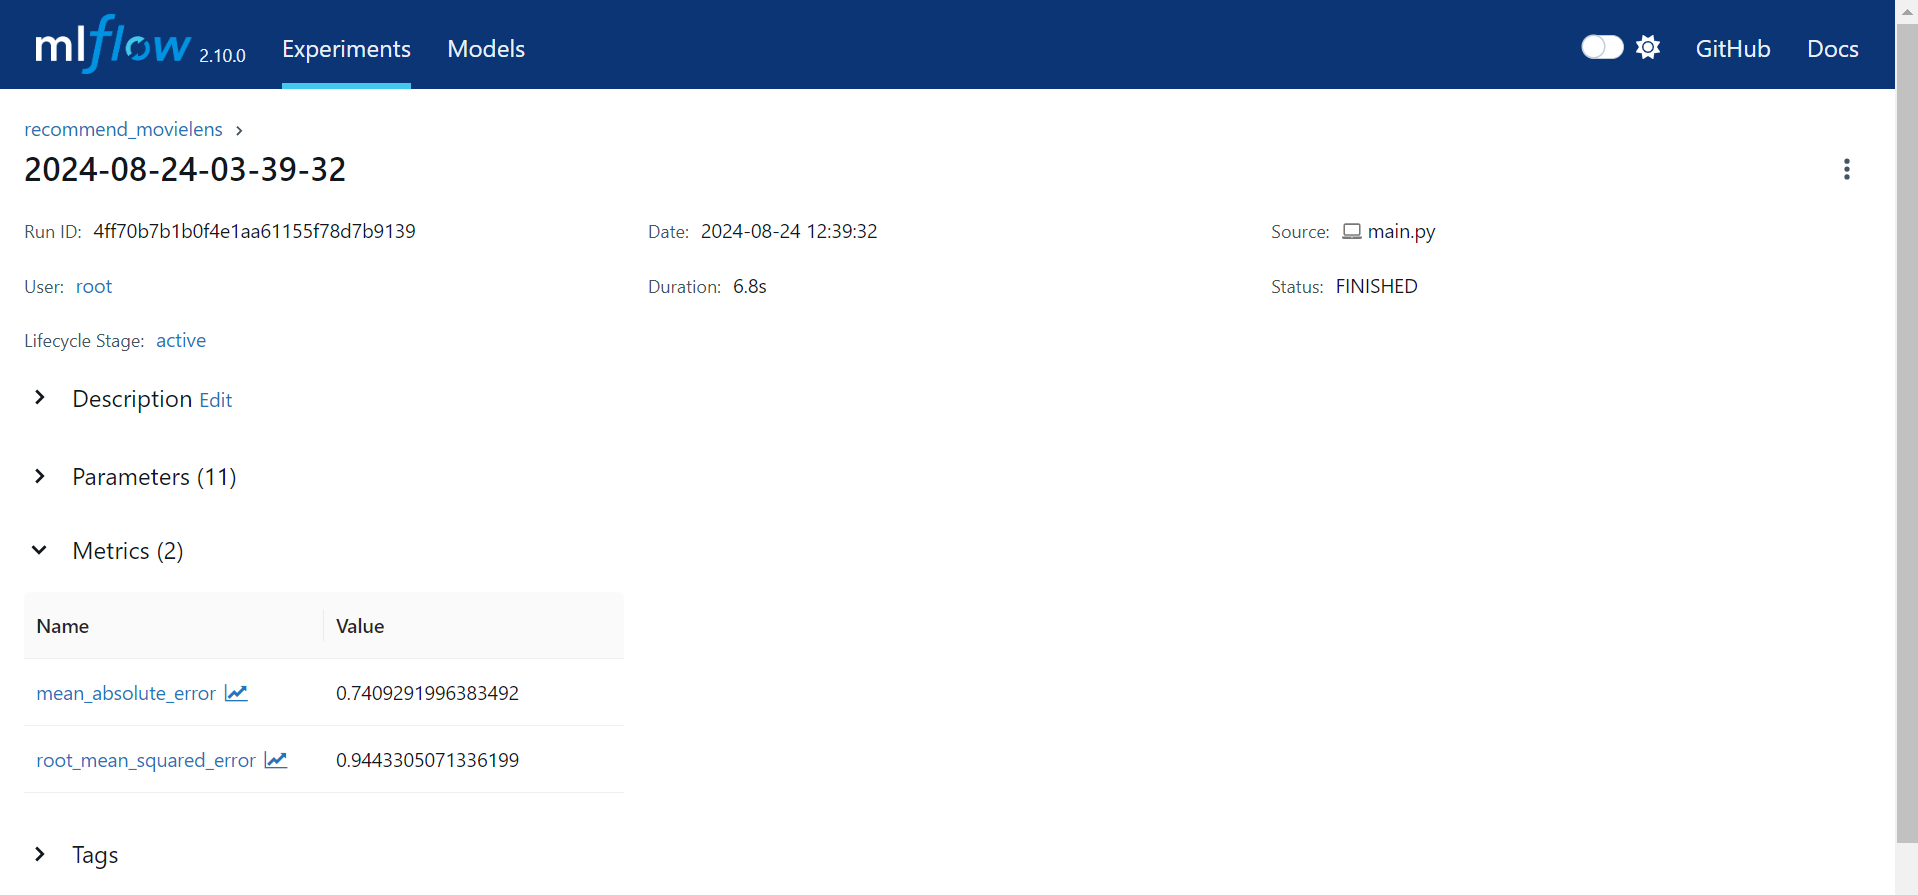 mlflow 2.10.0 Experiments Models GitHub Docs
recommend_movielens
2024-08-24-03-39-32
Run ID: 4ff70b7b1b0f4e1aa61155f78d7b9139 Date: 2024-08-24 12:39:32 Source: main.py
User: root Duration: 6.8s Status: FINISHED
Lifecycle Stage: active
Description Edit
Parameters (11)
Metrics (2)
Name Value
mean_absolute_error 0.7409291996383492
root_mean_squared_error 0.9443305071336199
Tags